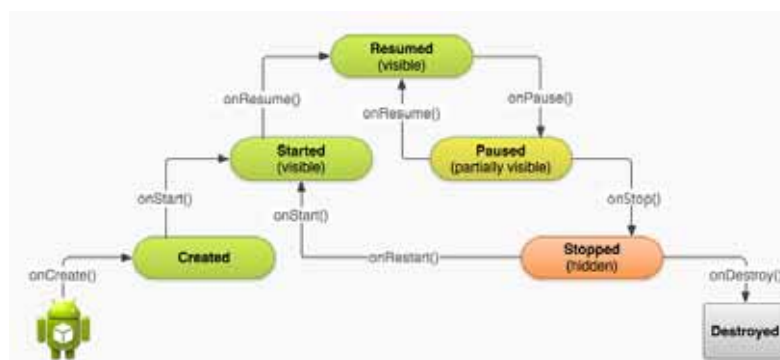 Resumed
(visible)
onResume()
onResume()
onPause()
Started
(visible)
Paused
(partially visible)
onStart()
onStart()
onStop()
Created
onRestart()
Stopped
(hidden)
onCreate()
onDestroy()
Destroyed